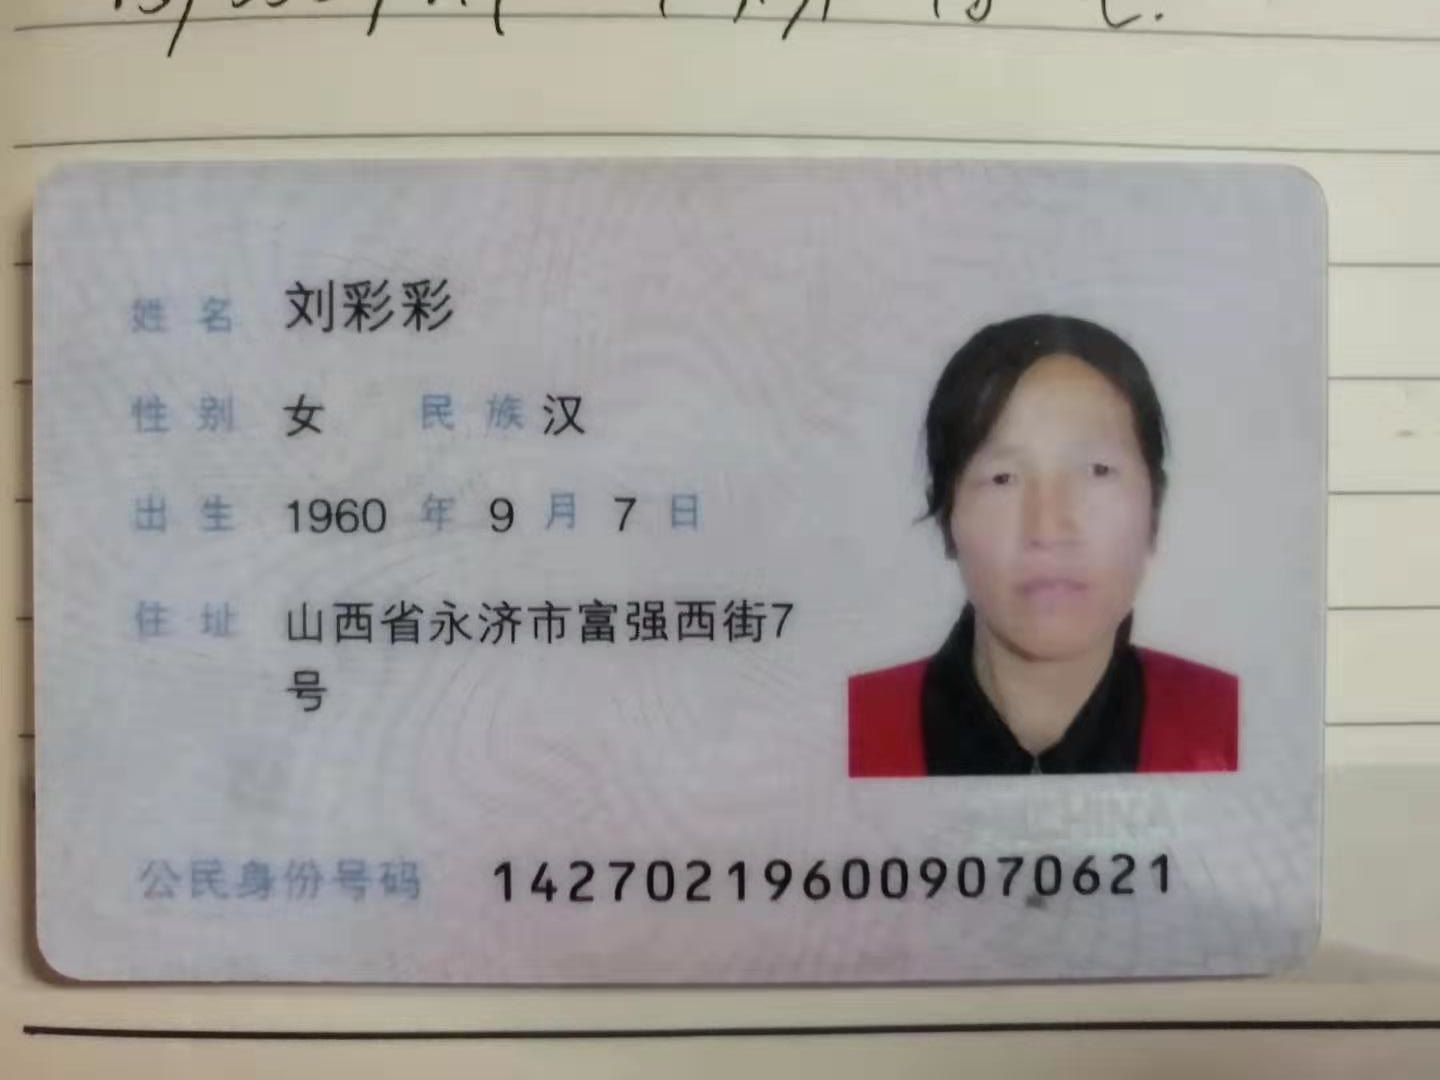 姓名 刘彩彩
性别 女 民族 汉
出生 1960 年 9 月 7 日
住址 山西省永济市富强西街7
号
CHINA
公民身份号码 142702196009070621